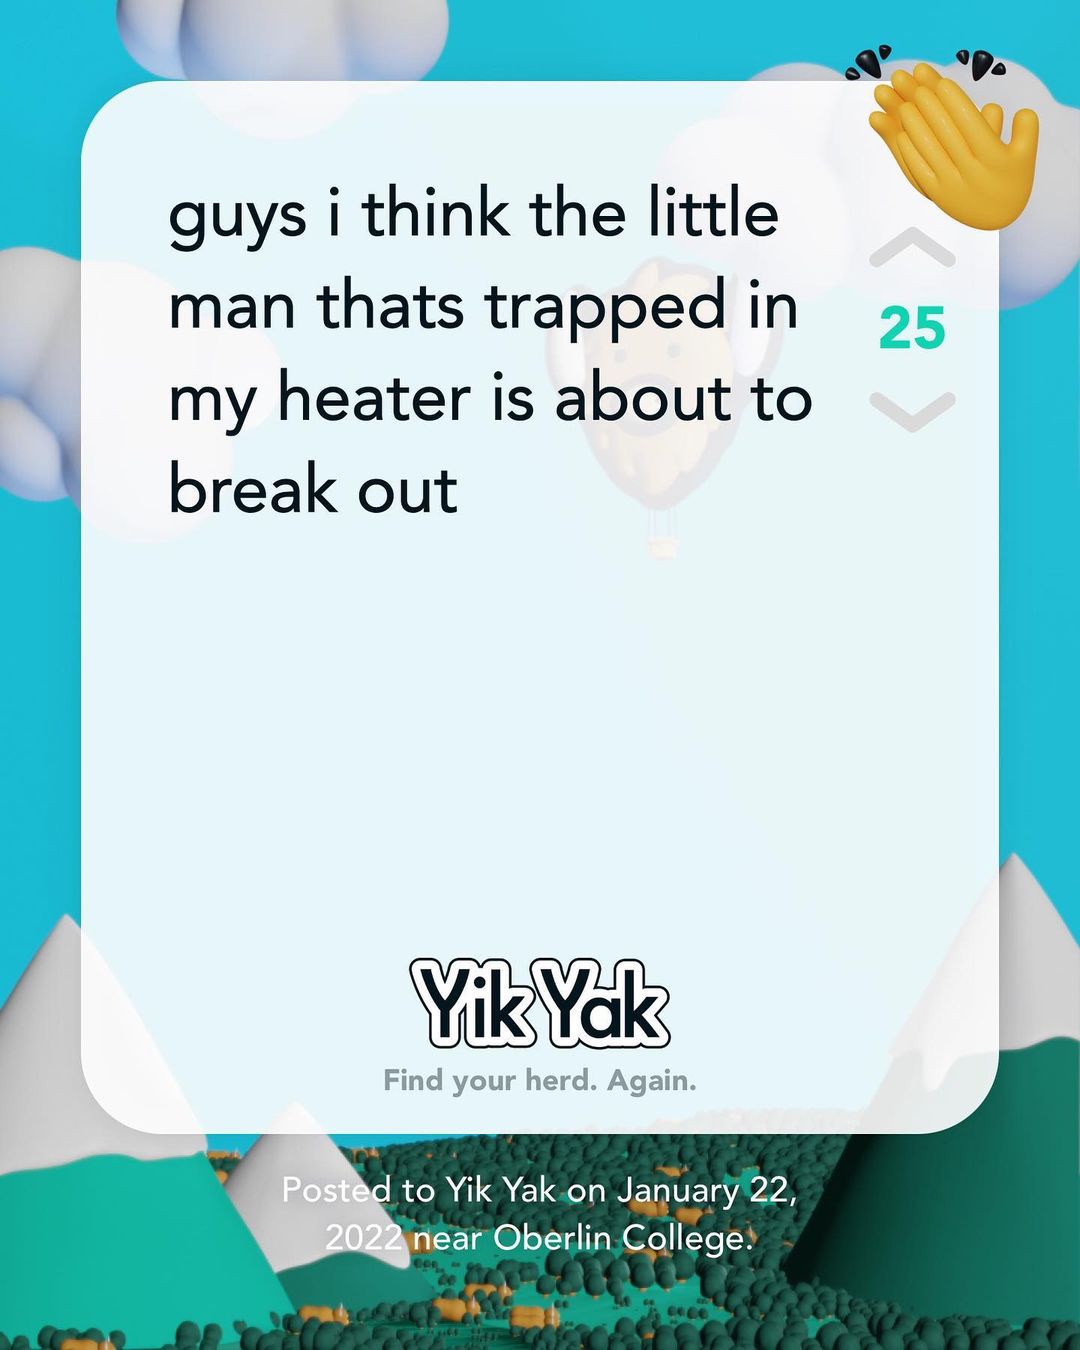 guys i think the little
man thats trapped in
my heater is about to
break out
25
Yik Yak
Find your herd. Again.
Posted to Yik Yak on January 22,
2022 near Oberlin College.